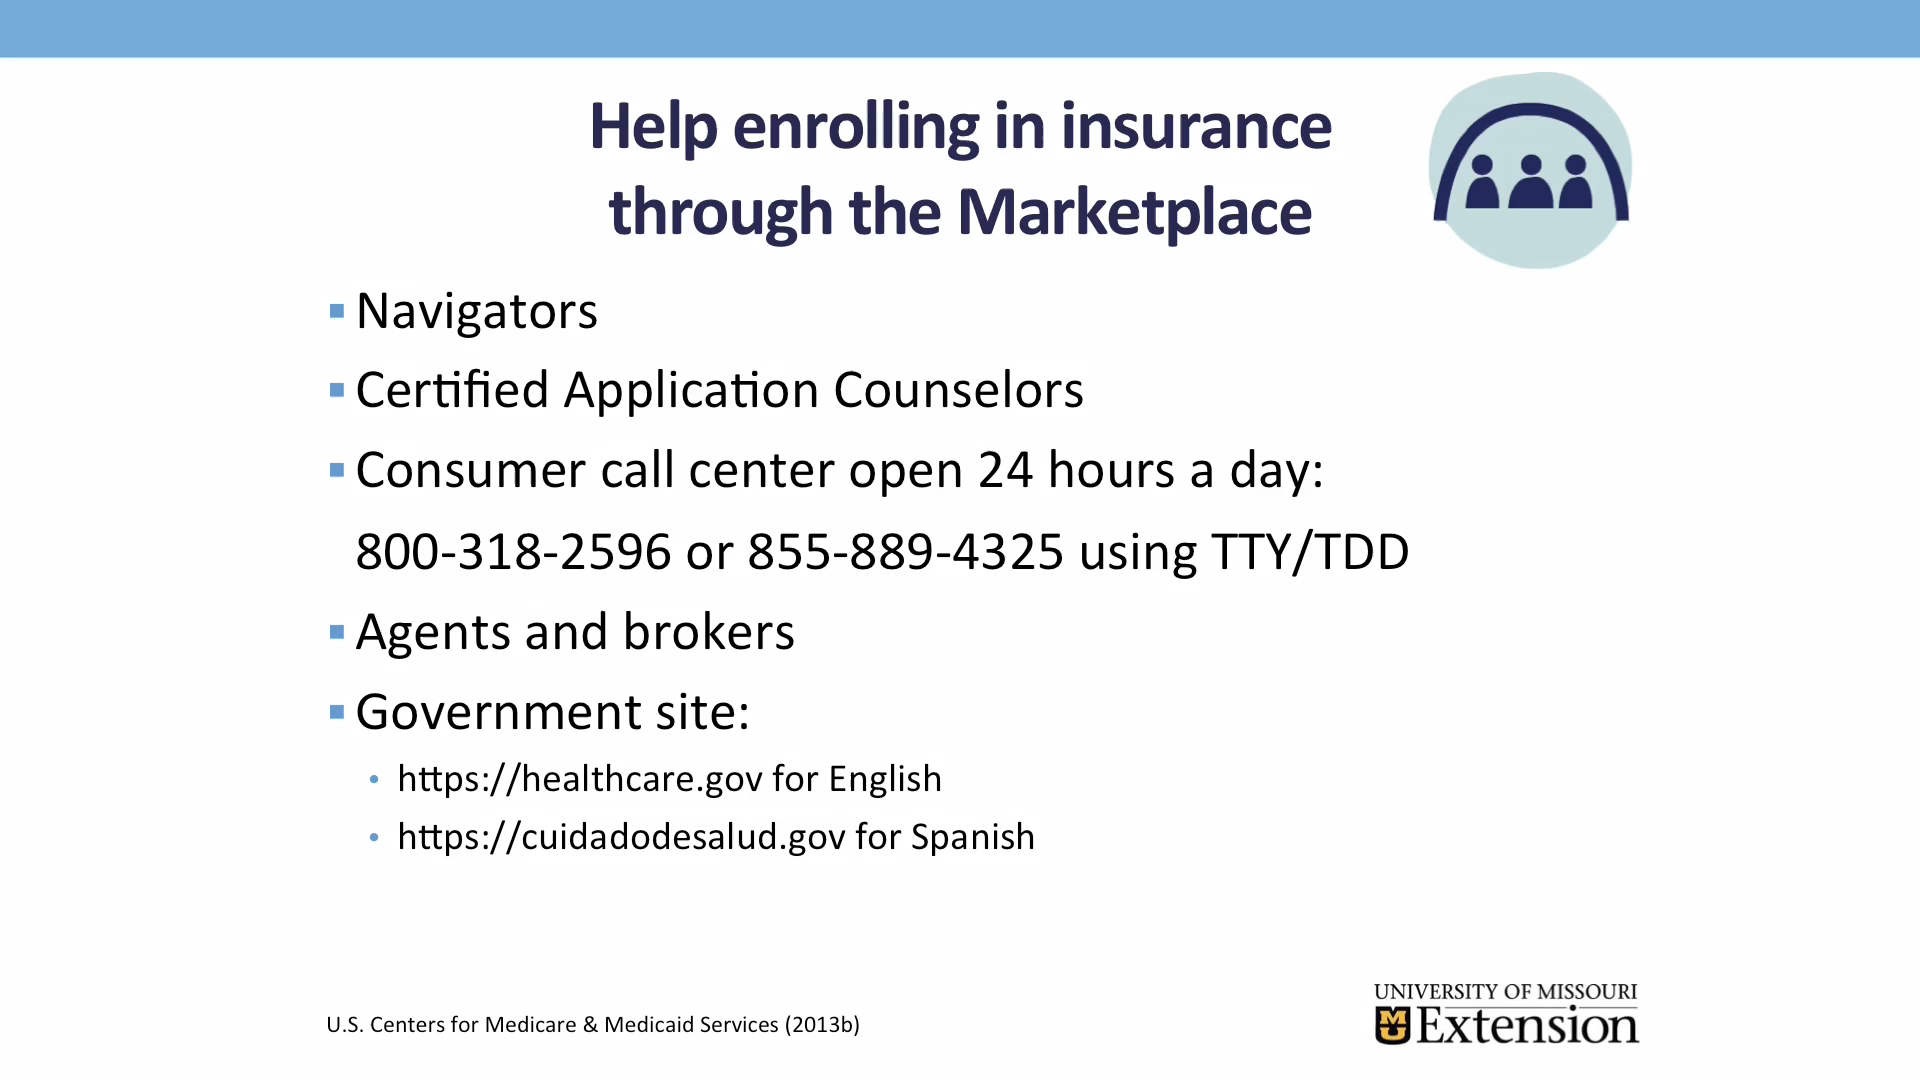 Help enrolling in insurance
through the Marketplace
Navigators
Certified Application Counselors
Consumer call center open 24 hours a day:
800-318-2596 or 855-889-4325 using TTY/TDD
Agents and brokers
Government site:
https://healthcare.gov for English
https://cuidadodesalud.gov for Spanish
U.S. Centers for Medicare & Medicaid Services (2013b)
UNIVERSITY OF MISSOURI
MU Extension